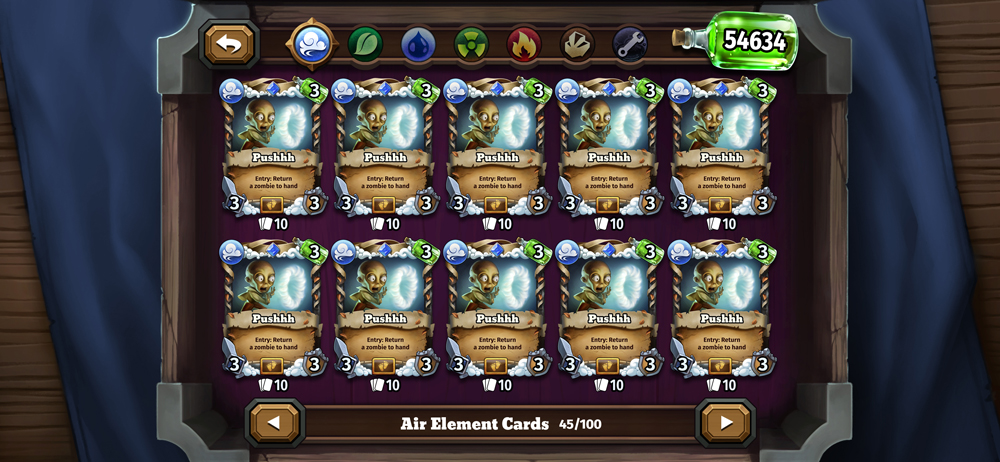 54634
3 3 3 3 3
Pushhh Pushhh Pushhh Pushhh Pushhh
Entry: Return Entry: Return Entry: Return Entry: Return Entry: Return
a zombie to hand a zombie to hand a zombie to hand a zombie to hand a zombie to hand
3 3 3 3 3 3 3 3 3 3
10 10 10 10 10
3 3 3 3 3
Pushhh Pushhh Pushhh Pushhh Pushhh
Entry: Return Entry: Return Entry: Return Entry: Return Entry: Return
a zombie to hand a zombie to hand a zombie to hand a zombie to hand a zombie to hand
3 3 3 3 3 3 3 3 3 3
10 10 10 10 10
Air Element Cards 45/100